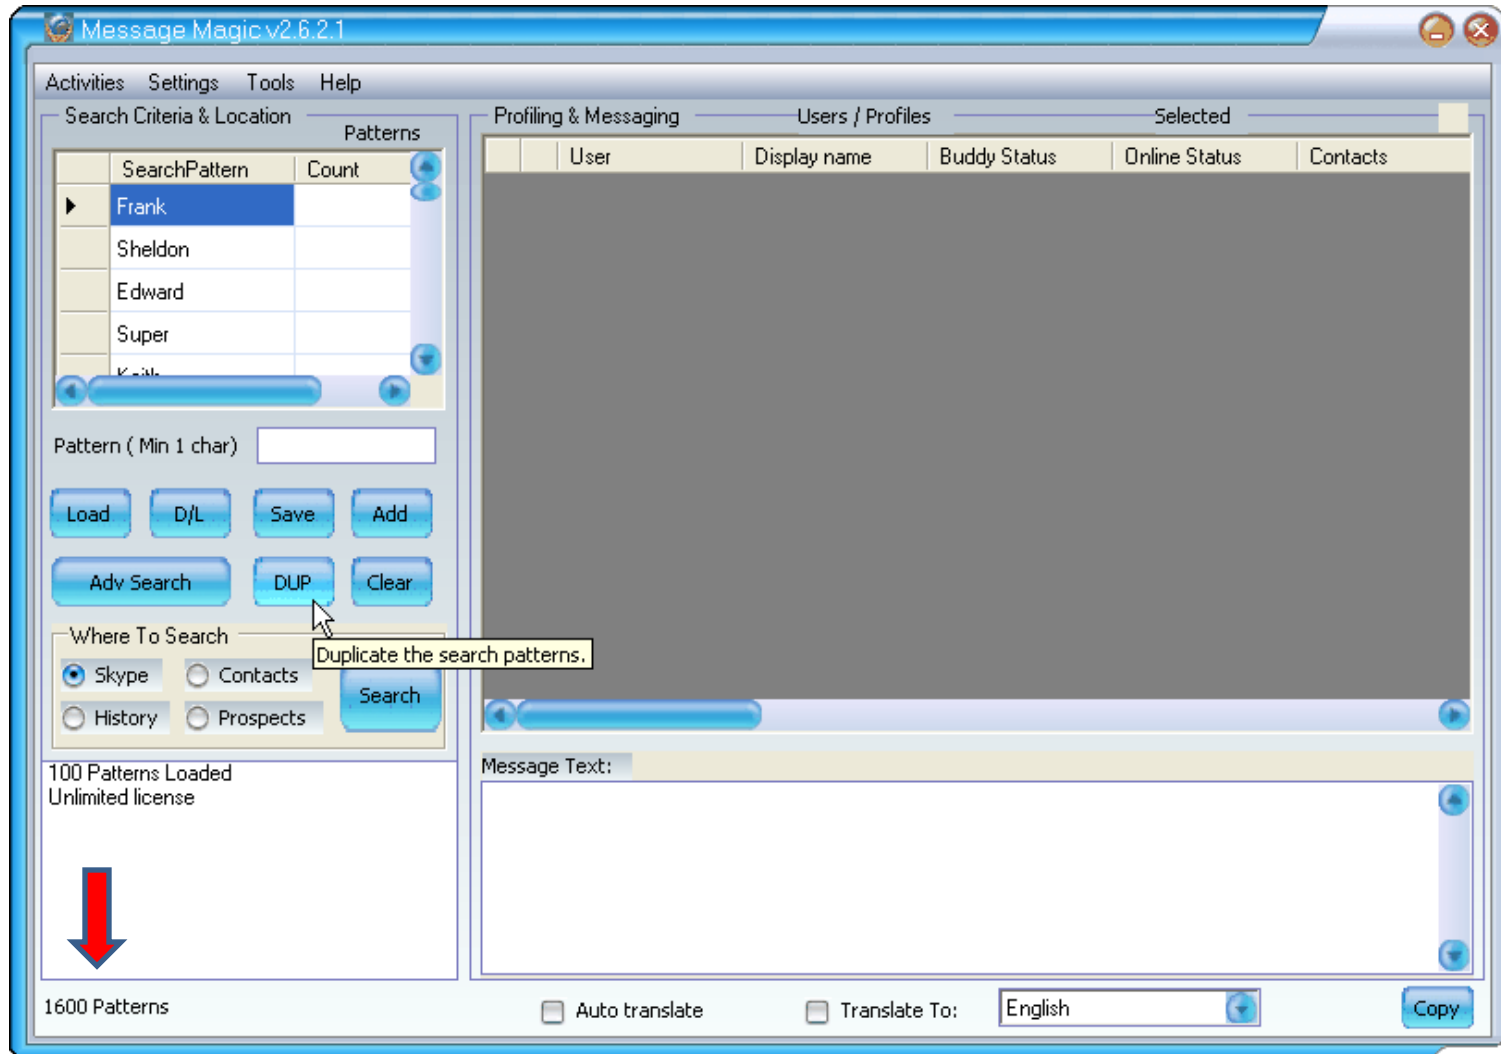 Message Magic v2.6.2.1
Activities Settings Tools Help
Search Criteria & Location
Patterns
SearchPattern Count
Frank
Sheldon
Edward
Super
Pattern ( Min 1 char)
Load D/L Save Add
Adv Search DUP Clear
Where To Search
Duplicate the search patterns.
Skype Contacts
History Prospects
Search
100 Patterns Loaded
Unlimited license
1600 Patterns
Profiling & Messaging Users / Profiles Selected
User Display name Buddy Status Online Status Contacts
Message Text:
Auto translate Translate To: English Copy